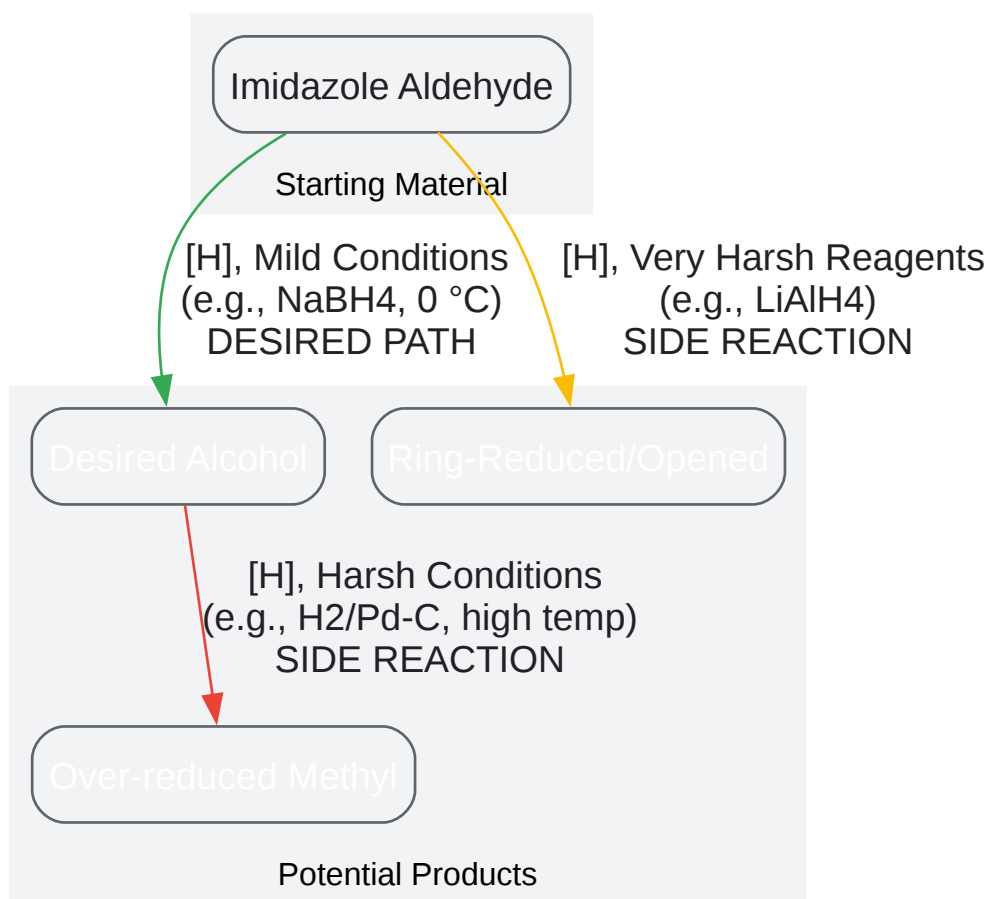 Imidazole Aldehyde
Starting Material
[H], Mild Conditions
(e.g., NaBH4, 0 °C)
DESIRED PATH
[H], Very Harsh Reagents
(e.g., LiAlH4)
SIDE REACTION
Desired Alcohol
Ring-Reduced/Opened
[H], Harsh Conditions
(e.g., H2/Pd-C, high temp)
SIDE REACTION
Over-reduced Methyl
Potential Products